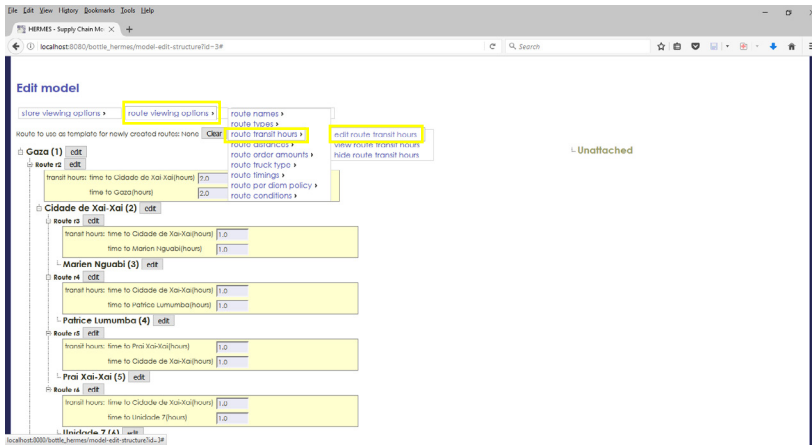 File Edit View History Bookmarks Tools Help
HERMES - Supply Chain Mo
localhost:8080/bottle_hermes/model-edit-structure?id=3#
Search
Edit model
store viewing options › route viewing options › route names ›
route types ›
Route to use as template for newly created routes: None Clear route transit hours › edit route transit hours
route distances › view route transit hours
route order amounts › hide route transit hours
route truck type ›
route timings ›
route per diem policy ›
route conditions ›
Unattached
Gaza (1) edit
Route r2 edit
transit hours: time to Cidade de Xai-Xai(hours) 2.0
time to Gaza(hours) 2.0
Cidade de Xai-Xai (2) edit
Route r3 edit
transit hours: time to Cidade de Xai-Xai(hours) 1.0
time to Marien Nguabi(hours) 1.0
Marien Nguabi (3) edit
Route r4 edit
transit hours: time to Cidade de Xai-Xai(hours) 1.0
time to Patrice Lumumba(hours) 1.0
Patrice Lumumba (4) edit
Route r5 edit
transit hours: time to Prai Xai-Xai(hours) 1.0
time to Cidade de Xai-Xai(hours) 1.0
Prai Xai-Xai (5) edit
Route r6 edit
transit hours: time to Cidade de Xai-Xai(hours) 1.0
time to Unidade 7(hours) 1.0
Unidade 7 (6) edit
localhost:8080/bottle_hermes/model-edit-structure?id=3#